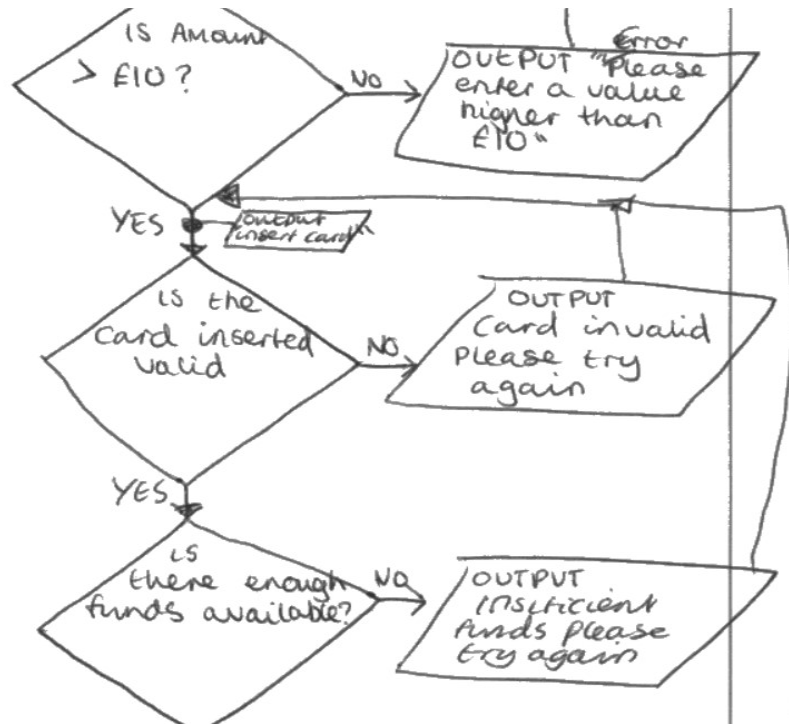 Is Amount
> £10?
NO
Error
OUTPUT "Please
enter a value
higher than
£10"
YES
OUTPUT
insert card"
is the
Card inserted
valid
NO
OUTPUT
Card invalid
Please try
again
YES
is
there enough
funds available?
NO
OUTPUT
insificient
funds please
try again